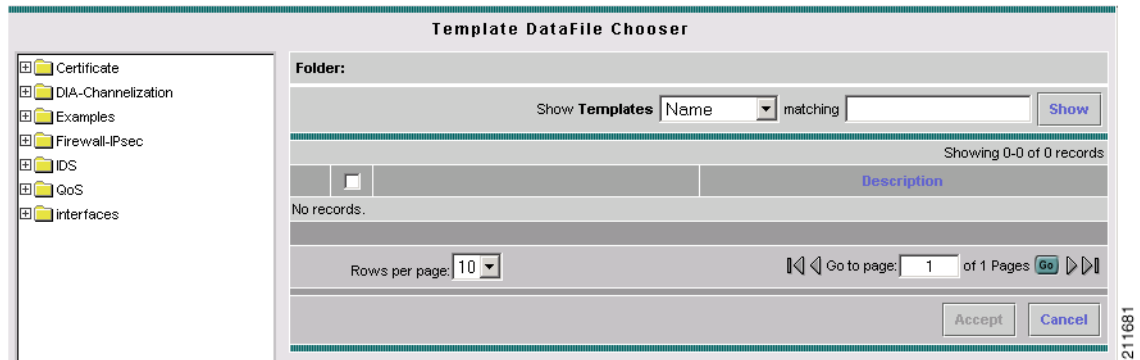 Template DataFile Chooser
Certificate
DIA-Channelization
Examples
Firewall-IPsec
IDS
QoS
interfaces
Folder:
Show Templates Name matching Show
Showing 0-0 of 0 records
Description
No records.
Rows per page: 10 Go to page: 1 of 1 Pages Go
Accept Cancel
211681